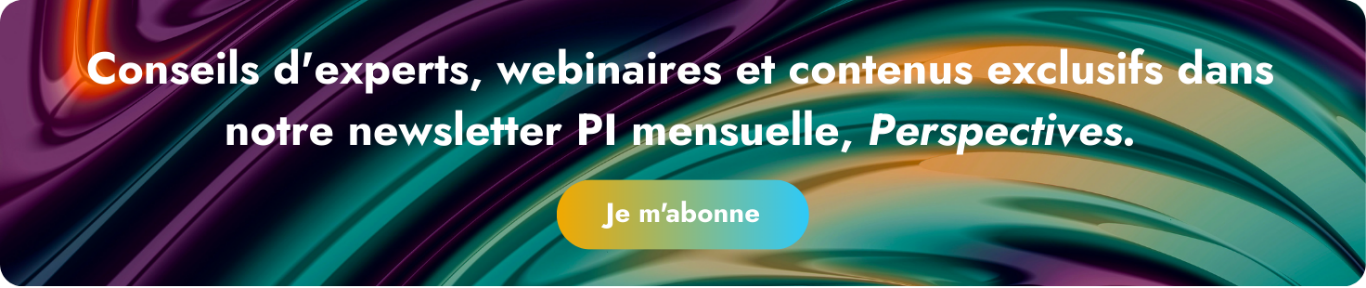 Conseils d'experts, webinaires et contenus exclusifs dans
notre newsletter PI mensuelle, Perspectives.
Je m'abonne